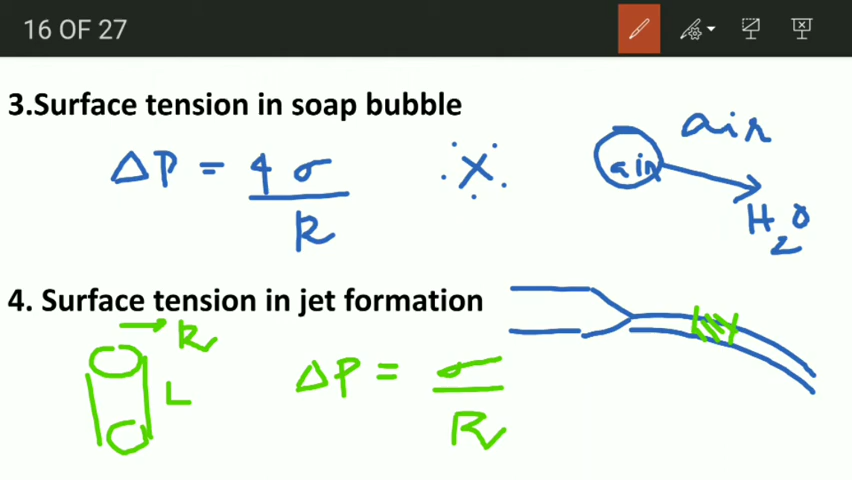 16 OF 27
3.Surface tension in soap bubble
air
ΔP = 4σ/R
air
H₂O
4. Surface tension in jet formation
R
L
ΔP = σ/R